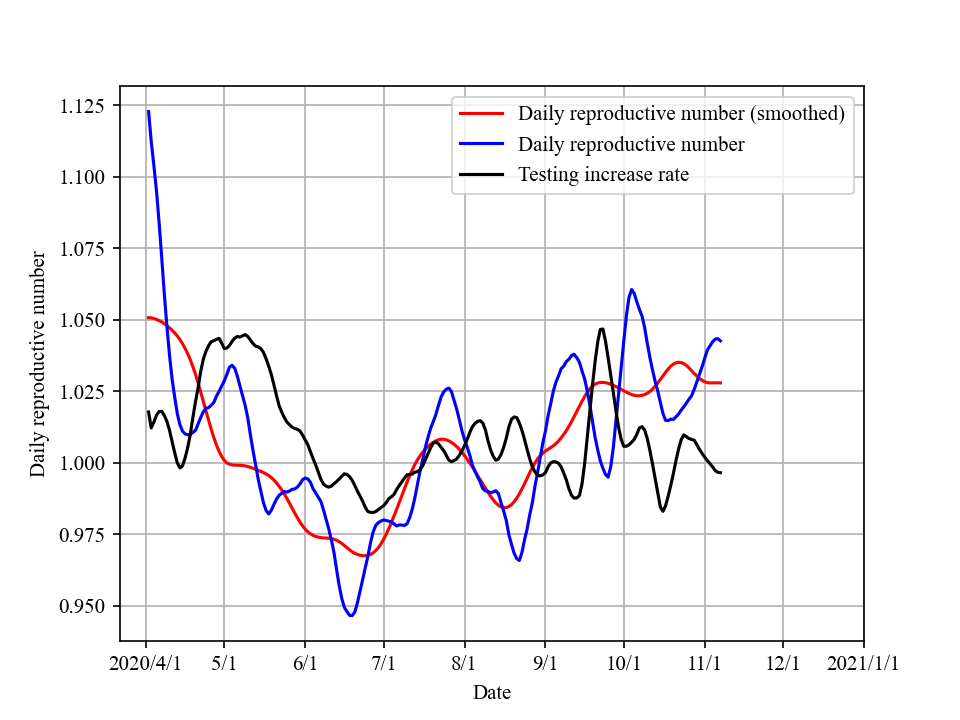 Daily reproductive number (smoothed)
Daily reproductive number
Testing increase rate
Daily reproductive number
1.125
1.100
1.075
1.050
1.025
1.000
0.975
0.950
2020/4/1 5/1 6/1 7/1 8/1 9/1 10/1 11/1 12/1 2021/1/1
Date